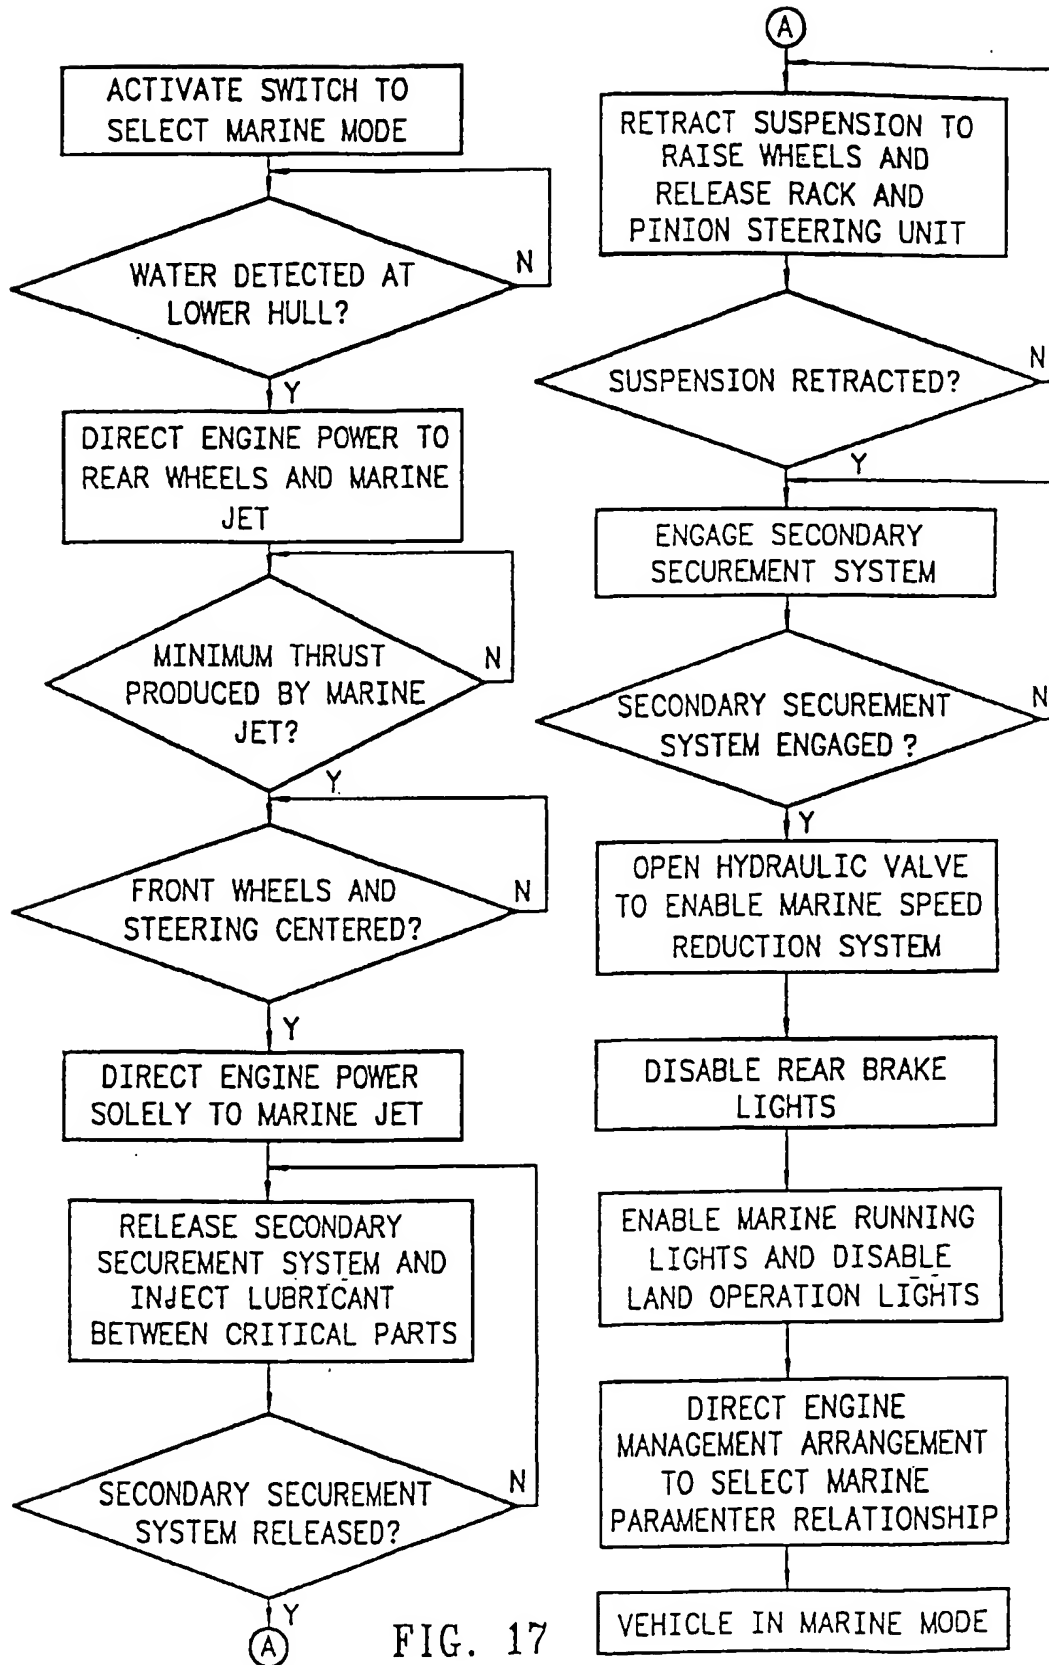 ACTIVATE SWITCH TO
SELECT MARINE MODE
WATER DETECTED AT
LOWER HULL?
N
Y
DIRECT ENGINE POWER TO
REAR WHEELS AND MARINE
JET
MINIMUM THRUST
PRODUCED BY MARINE
JET?
N
Y
FRONT WHEELS AND
STEERING CENTERED?
N
Y
DIRECT ENGINE POWER
SOLELY TO MARINE JET
RELEASE SECONDARY
SECUREMENT SYSTEM AND
INJECT LUBRICANT
BETWEEN CRITICAL PARTS
SECONDARY SECUREMENT
SYSTEM RELEASED?
N
Y
A
A
RETRACT SUSPENSION TO
RAISE WHEELS AND
RELEASE RACK AND
PINION STEERING UNIT
SUSPENSION RETRACTED?
N
Y
ENGAGE SECONDARY
SECUREMENT SYSTEM
SECONDARY SECUREMENT
SYSTEM ENGAGED?
N
Y
OPEN HYDRAULIC VALVE
TO ENABLE MARINE SPEED
REDUCTION SYSTEM
DISABLE REAR BRAKE
LIGHTS
ENABLE MARINE RUNNING
LIGHTS AND DISABLE
LAND OPERATION LIGHTS
DIRECT ENGINE
MANAGEMENT ARRANGEMENT
TO SELECT MARINE
PARAMENTER RELATIONSHIP
VEHICLE IN MARINE MODE
FIG. 17